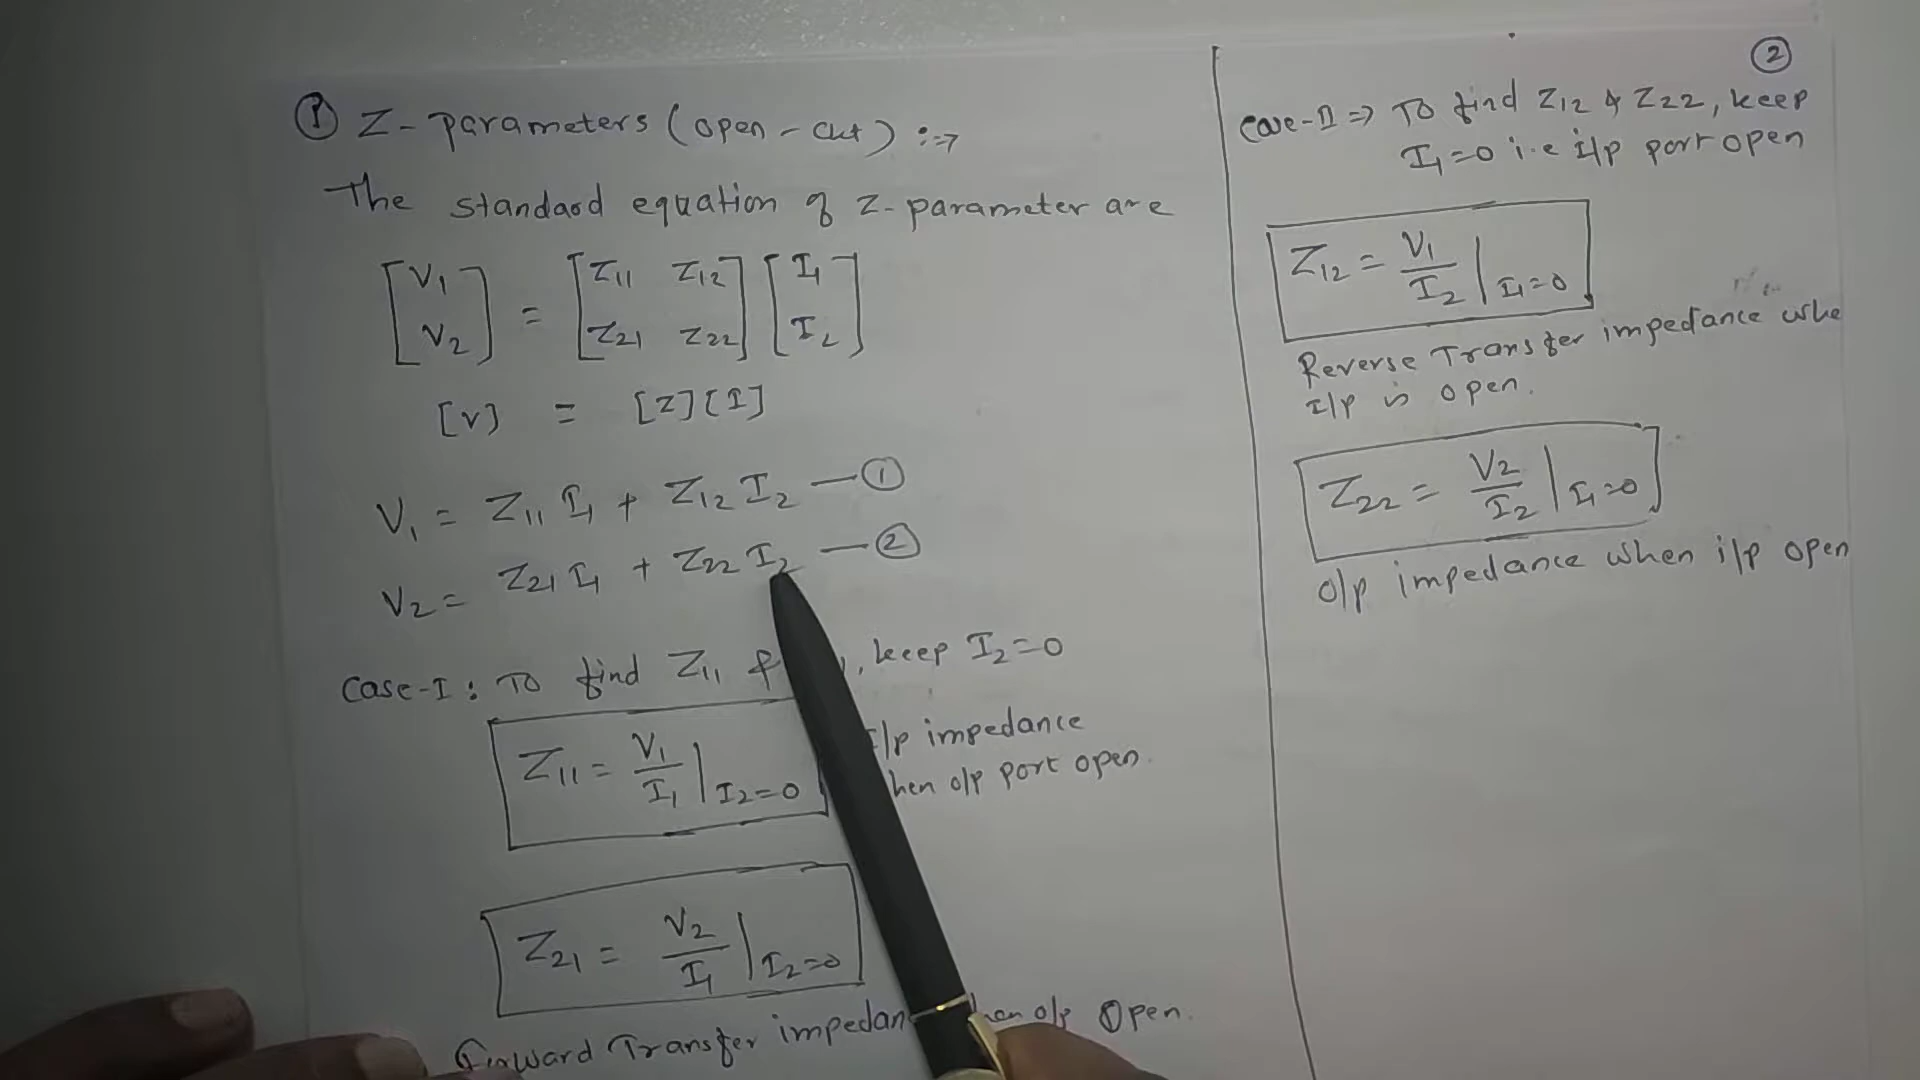 ① Z-parameters (open-ckt) :→
The standard equation of Z-parameter are
[V1 V2] = [Z11 Z12 Z21 Z22] [I1 I2]
[V] = [Z][I]
V1 = Z11 I1 + Z12 I2 — ①
V2 = Z21 I1 + Z22 I2 — ②
Case-I : To find Z11 &, keep I2=0
Z11 = V1/I1 | I2=0
I/p impedance
hen o/p port open.
Z21 = V2/I1 | I2=0
Forward Transfer impedan hen o/p open.
②
Case-II => To find Z12 & Z22, keep
I1=0 i.e i/p port open
Z12 = V1/I2 | I1=0
Reverse Transfer impedance whe
I/p is open.
Z22 = V2/I2 | I1=0
O/p impedance when i/p open